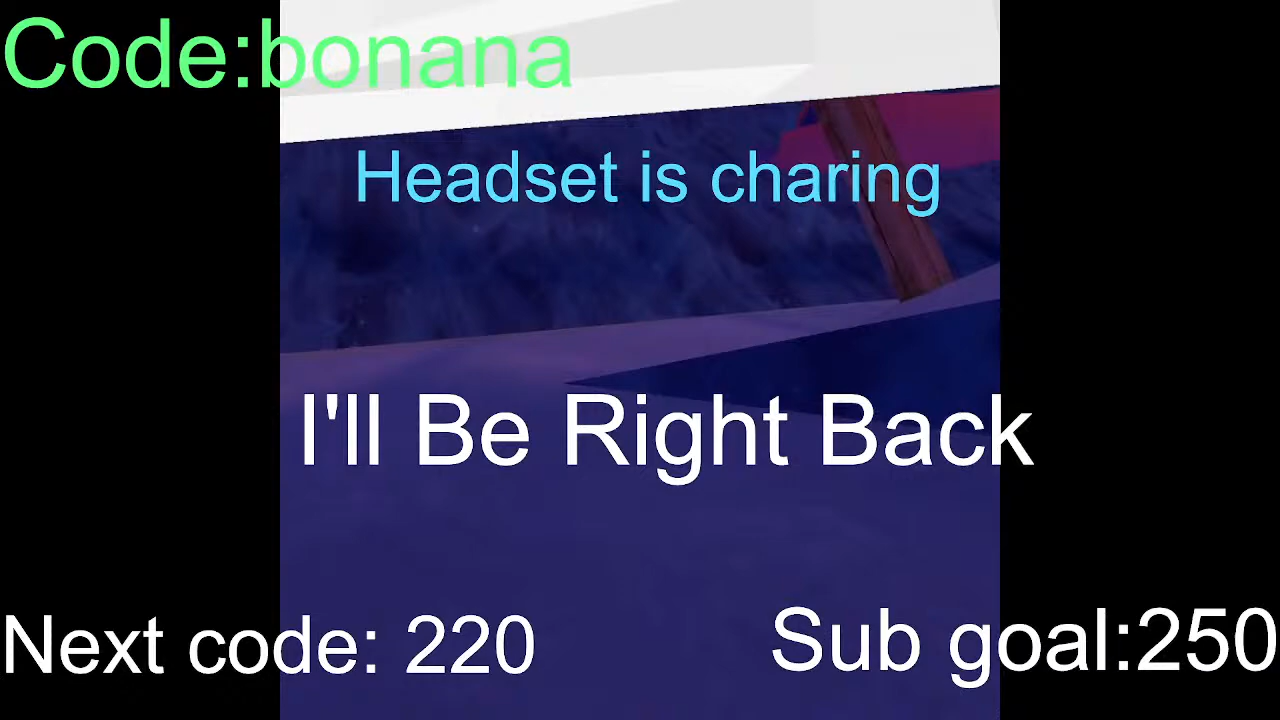 Code:bonana
Headset is charing
I'll Be Right Back
Next code: 220
Sub goal:250